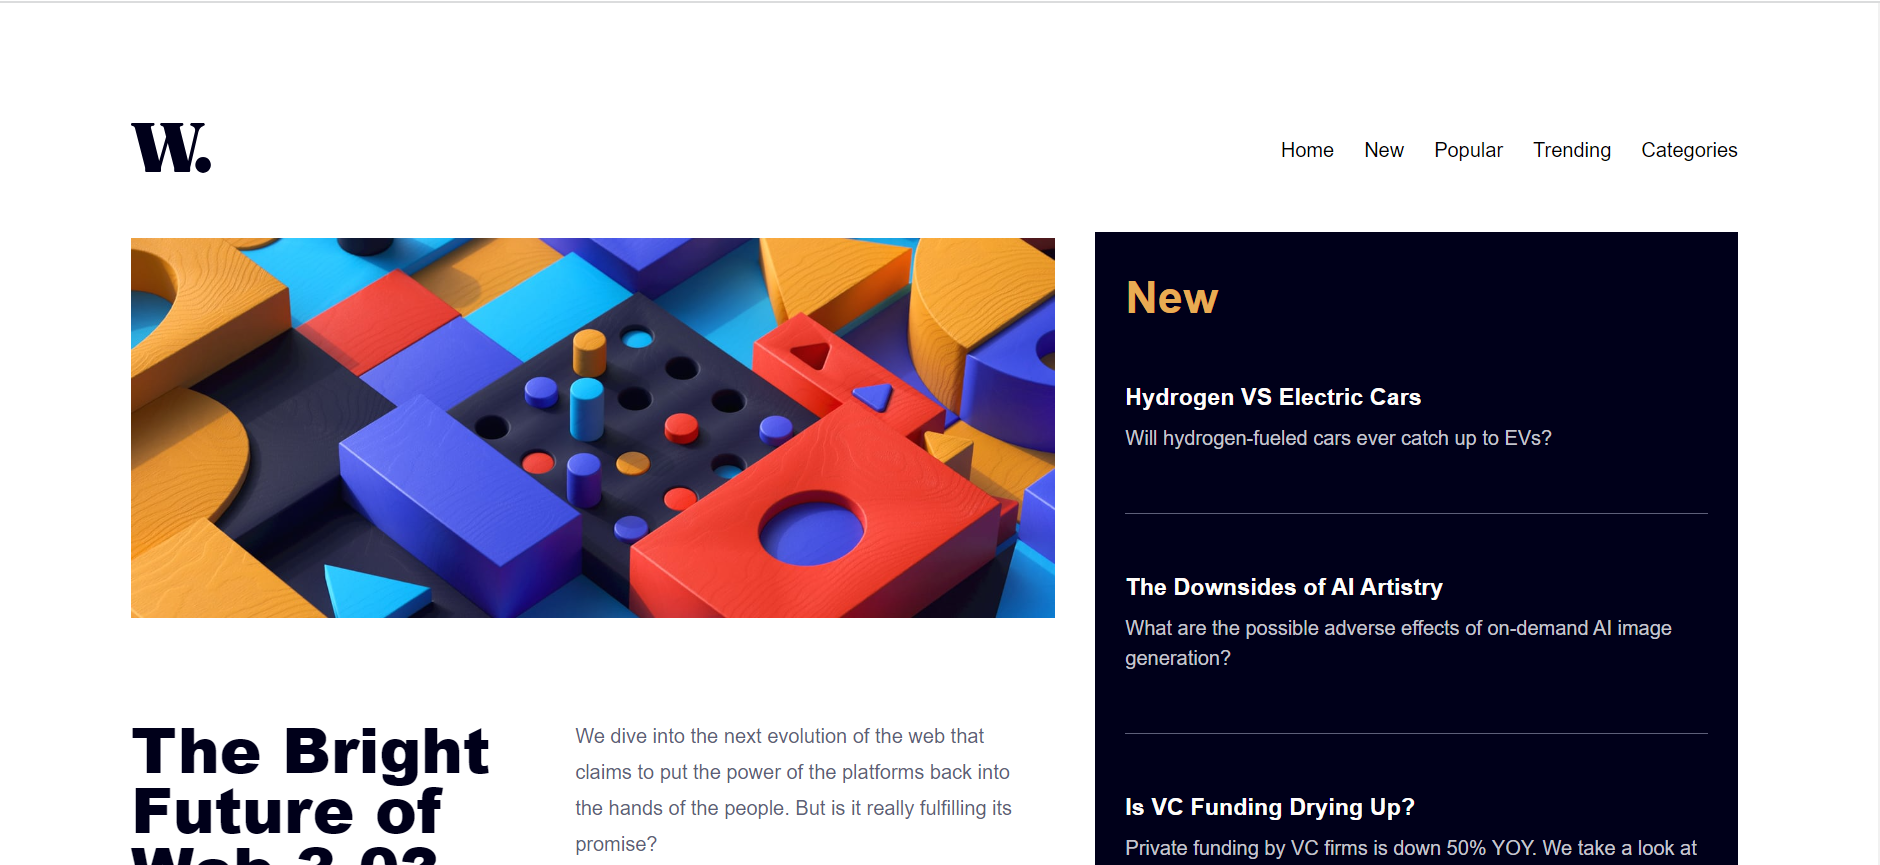 W.
Home New Popular Trending Categories
New
Hydrogen VS Electric Cars
Will hydrogen-fueled cars ever catch up to EVs?
The Downsides of AI Artistry
What are the possible adverse effects of on-demand AI image
generation?
Is VC Funding Drying Up?
Private funding by VC firms is down 50% YOY. We take a look at
The Bright
Future of
Web 3.0?
We dive into the next evolution of the web that
claims to put the power of the platforms back into
the hands of the people. But is it really fulfilling its
promise?